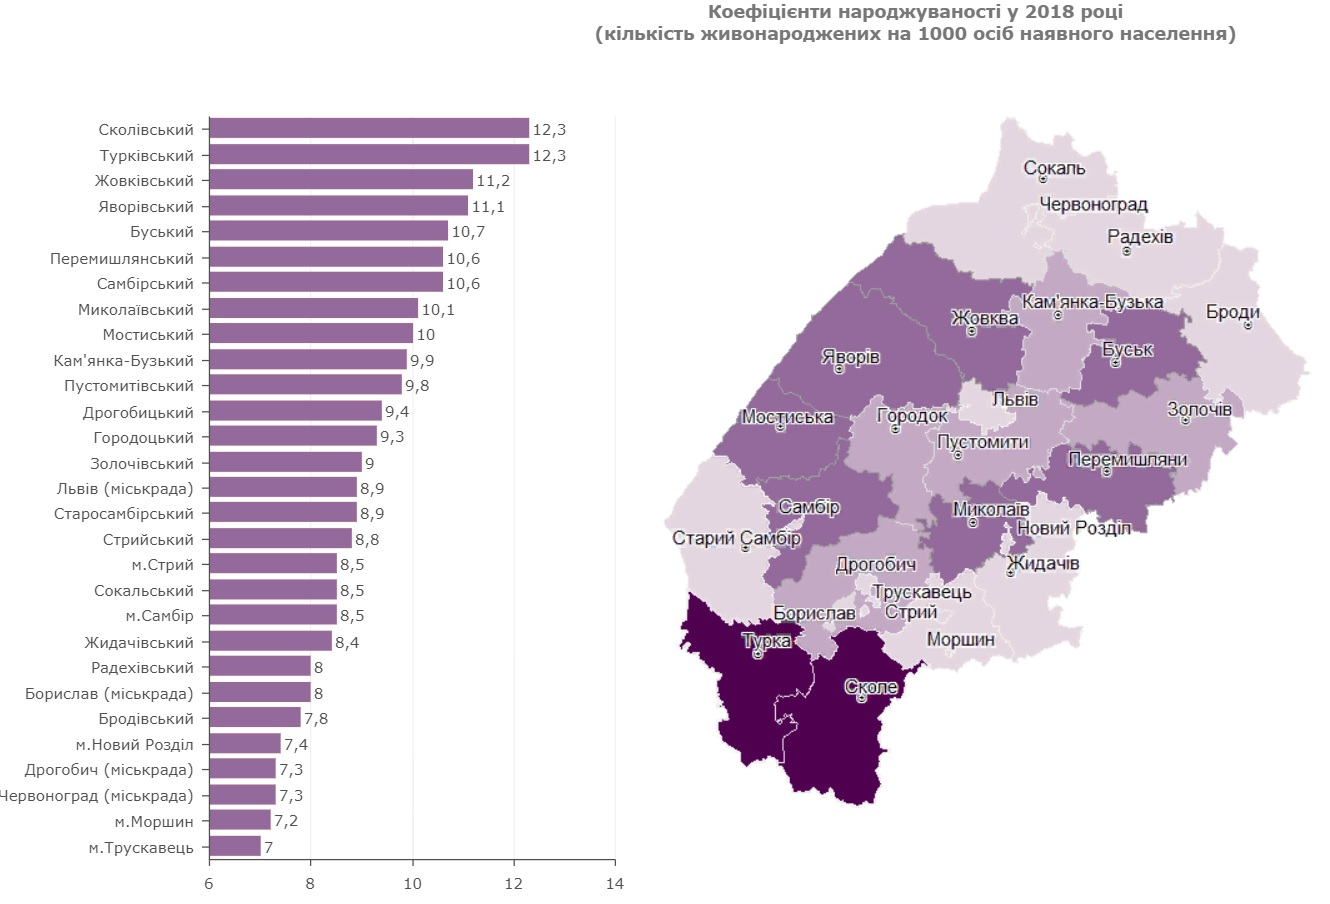 Коефіцієнти народжуваності у 2018 році
(кількість живонароджених на 1000 осіб наявного населення)
Сколівський 12,3
Турківський 12,3
Жовківський 11,2
Яворівський 11,1
Буський 10,7
Перемишлянський 10,6
Самбірський 10,6
Миколаївський 10,1
Мостиський 10
Кам'янка-Бузький 9,9
Пустомитівський 9,8
Дрогобицький 9,4
Городоцький 9,3
Золочівський 9
Львів (міськрада) 8,9
Старосамбірський 8,9
Стрийський 8,8
м.Стрий 8,5
Сокальський 8,5
м.Самбір 8,5
Жидачівський 8,4
Радехівський 8
Борислав (міськрада) 8
Бродівський 7,8
м.Новий Розділ 7,4
Дрогобич (міськрада) 7,3
Червоноград (міськрада) 7,3
м.Моршин 7,2
м.Трускавець 7
6 8 10 12 14
Сокаль
Червоноград
Радехів
Кам'янка-Бузька
Броди
Жовква
Буськ
Яворів
Львів
Золочів
Мостиська
Городок
Пустомити
Перемишляни
Самбір
Миколаїв
Новий Розділ
Старий Самбір
Жидачів
Дрогобич
Трускавець
Борислав
Стрий
Моршин
Турка
Сколе